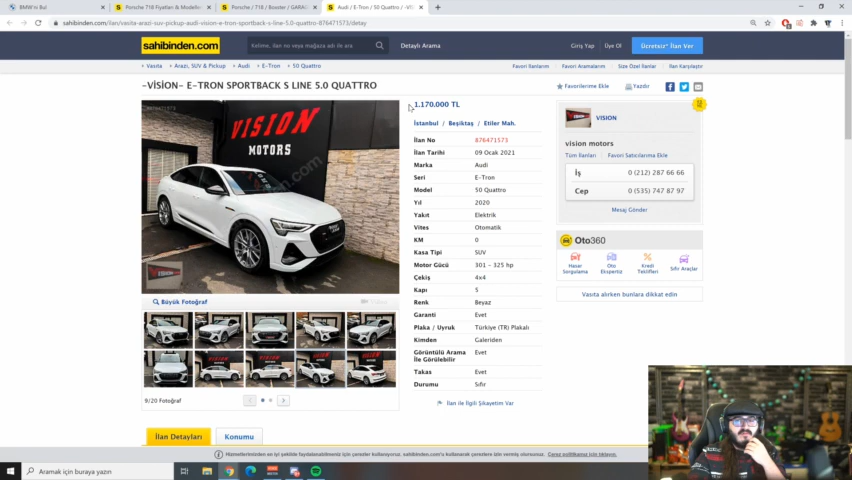 BMW'ni Bul
Porsche 718 Fiyatları & Modeller
Porsche / 718 / Boxster / GARAG
Audi / E-Tron / 50 Quattro / -VİS
sahibinden.com/ilan/vasita-arazi-suv-pickup-audi-vision-e-tron-sportback-s-line-5.0-quattro-876471573/detay
sahibinden.com
Kelime, ilan no veya mağaza adı ile ara
Detaylı Arama
Giriş Yap
Üye Ol
Ücretsiz* İlan Ver
Vasıta
Arazi, SUV & Pickup
Audi
E-Tron
50 Quattro
Favori İlanlarım
Favori Aramalarım
Size Özel İlanlar
İlan Karşılaştır
-VİSİON- E-TRON SPORTBACK S LINE 5.0 QUATTRO
Favorilerime Ekle
Yazdır
876471573
VISION
MOTORS
1.170.000 TL
İstanbul / Beşiktaş / Etiler Mah.
İlan No 876471573
İlan Tarihi 09 Ocak 2021
Marka Audi
Seri E-Tron
Model 50 Quattro
Yıl 2020
Yakıt Elektrik
Vites Otomatik
KM 0
Kasa Tipi SUV
Motor Gücü 301 - 325 hp
Çekiş 4x4
Kapı 5
Renk Beyaz
Garanti Evet
Plaka / Uyruk Türkiye (TR) Plakalı
Kimden Galeriden
Görüntülü Arama
İle Görülebilir Evet
Takas Evet
Durumu Sıfır
İlan ile İlgili Şikayetim Var
VISION
vision motors
Tüm İlanları
Favori Satıcılarıma Ekle
İş 0 (212) 287 66 66
Cep 0 (535) 747 87 97
Mesaj Gönder
Oto360
Hasar
Sorgulama
Oto
Ekspertiz
Kredi
Teklifleri
Sıfır Araçlar
Vasıta alırken bunlara dikkat edin
Büyük Fotoğraf
Video
9/20 Fotoğraf
İlan Detayları
Konumu
Aramak için buraya yazın